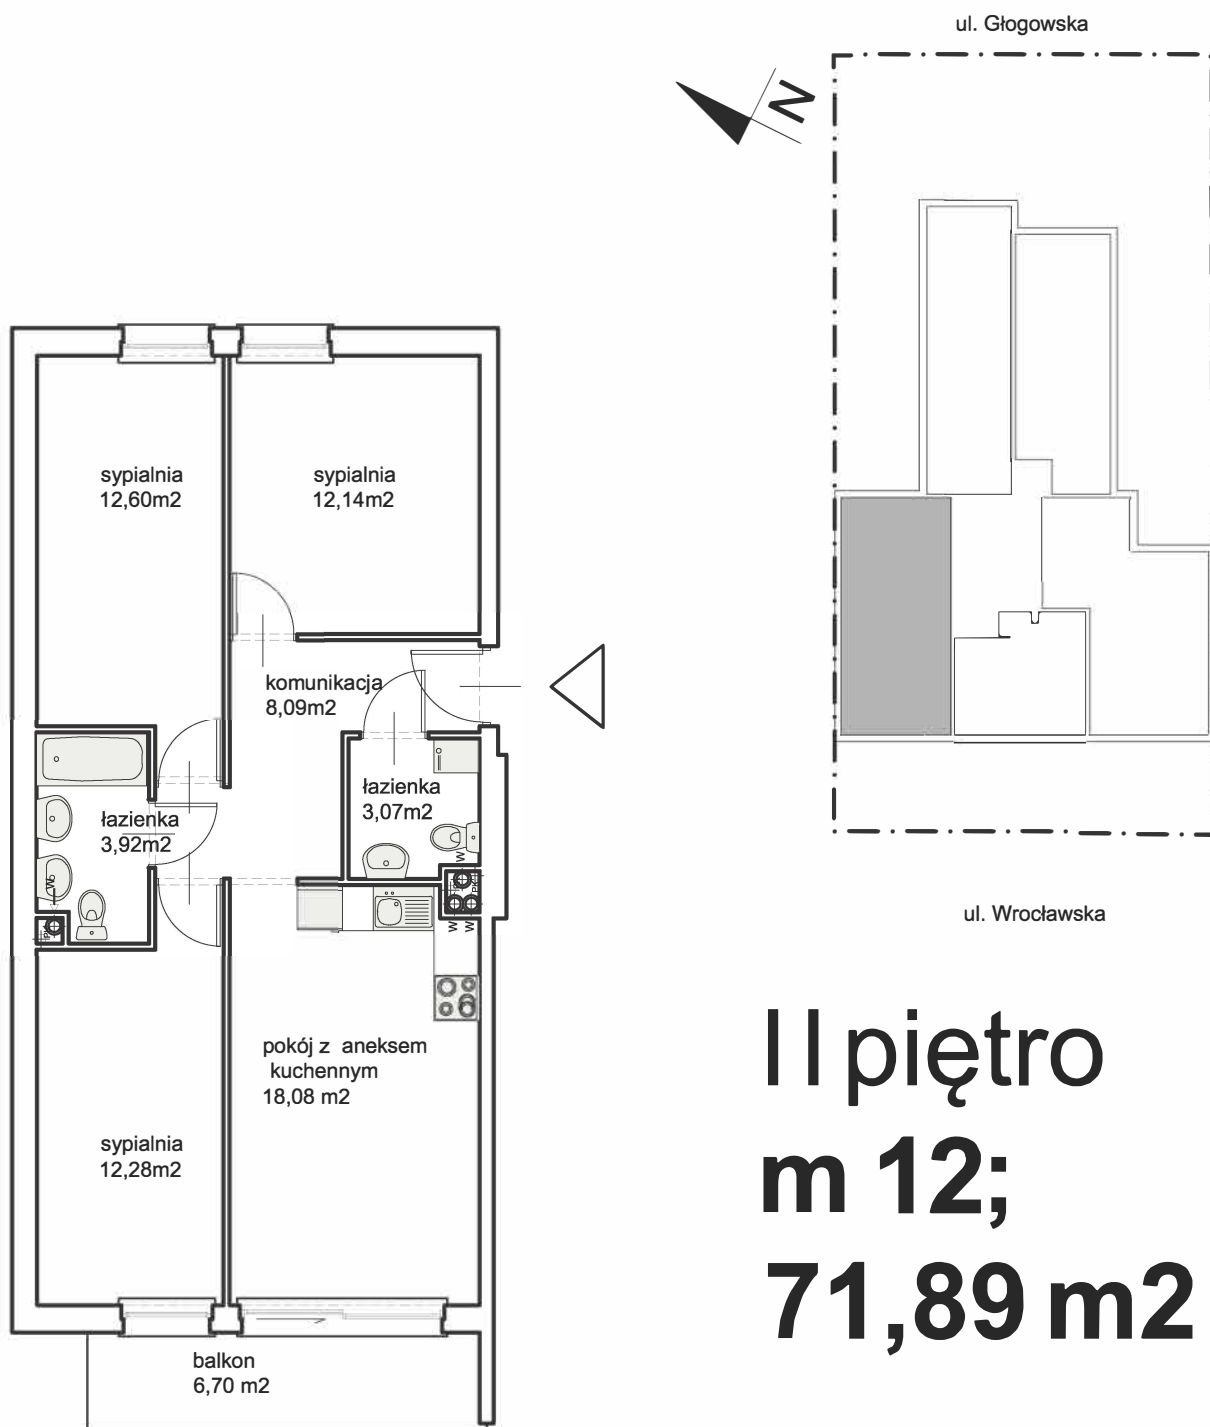 ul. Głogowska
N
sypialnia
12,60m2
sypialnia
12,14m2
komunikacja
8,09m2
łazienka
3,07m2
łazienka
3,92m2
W
W
PK
PK
W
W
ul. Wrocławska
pokój z aneksem
kuchennym
18,08 m2
sypialnia
12,28m2
balkon
6,70 m2
II piętro
m 12;
71,89 m2